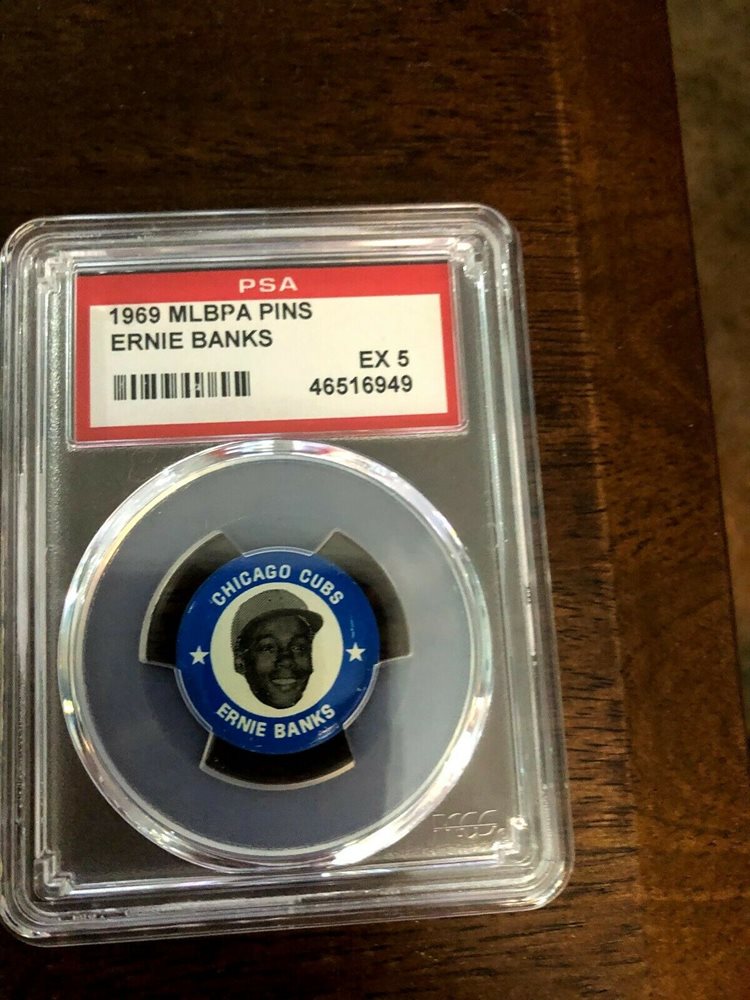 PSA
1969 MLBPA PINS
ERNIE BANKS
EX 5
46516949
CHICAGO CUBS
ERNIE BANKS